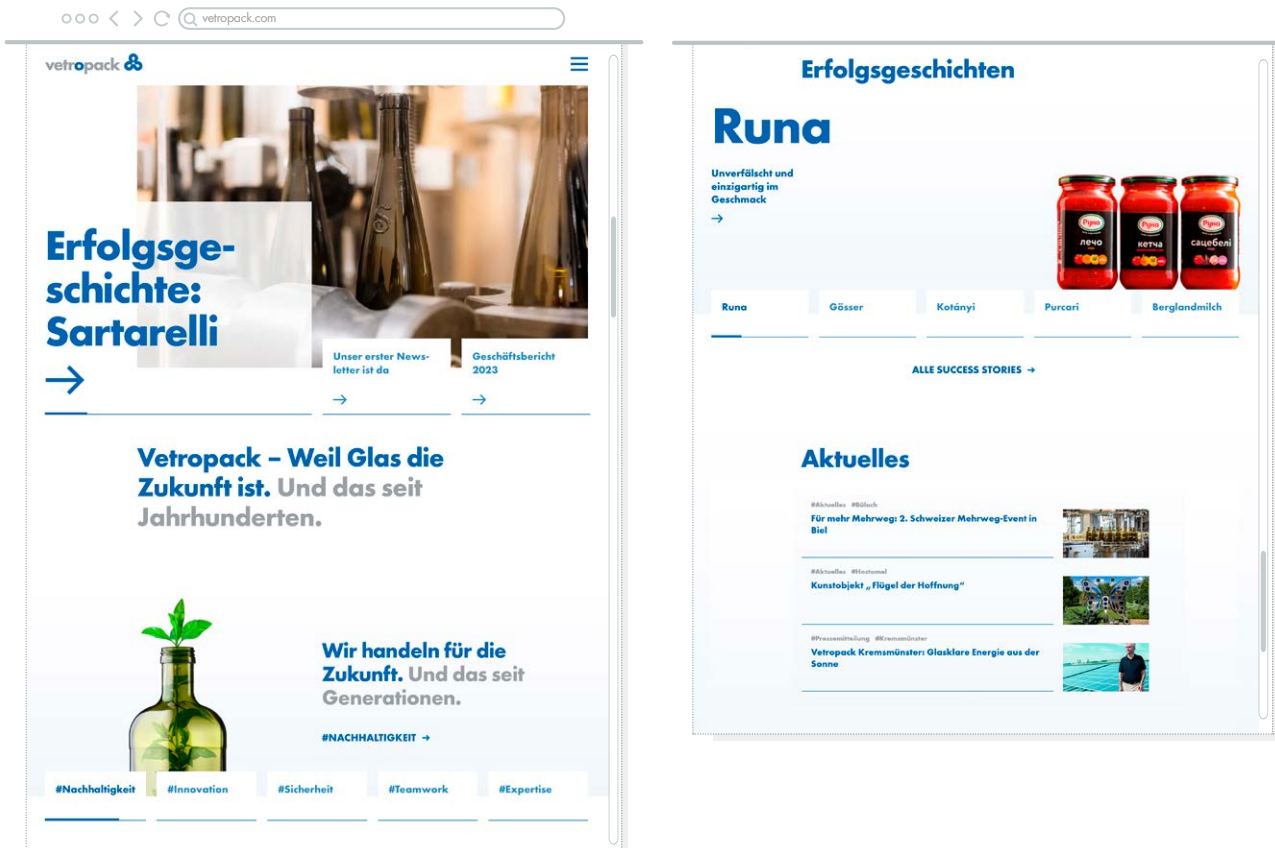 vetropack.com
vetropack
Erfolgsge-
schichte:
Sartarelli
Unser erster News-
letter ist da
Geschäftsbericht
2023
Vetropack – Weil Glas die
Zukunft ist. Und das seit
Jahrhunderten.
Wir handeln für die
Zukunft. Und das seit
Generationen.
#NACHHALTIGKEIT
#Nachhaltigkeit
#Innovation
#Sicherheit
#Teamwork
#Expertise
Erfolgsgeschichten
Runa
Unverfälscht und
einzigartig im
Geschmack
Руна
Руна
Руна
лечо
кетча
сацебелі
Runa
Gösser
Kotányi
Purcari
Berglandmilch
ALLE SUCCESS STORIES
Aktuelles
#Aktuelles #Bülach
Für mehr Mehrweg: 2. Schweizer Mehrweg-Event in
Biel
#Aktuelles #Hostomel
Kunstobjekt „Flügel der Hoffnung“
#Pressemitteilung #Kremsmünster
Vetropack Kremsmünster: Glasklare Energie aus der
Sonne